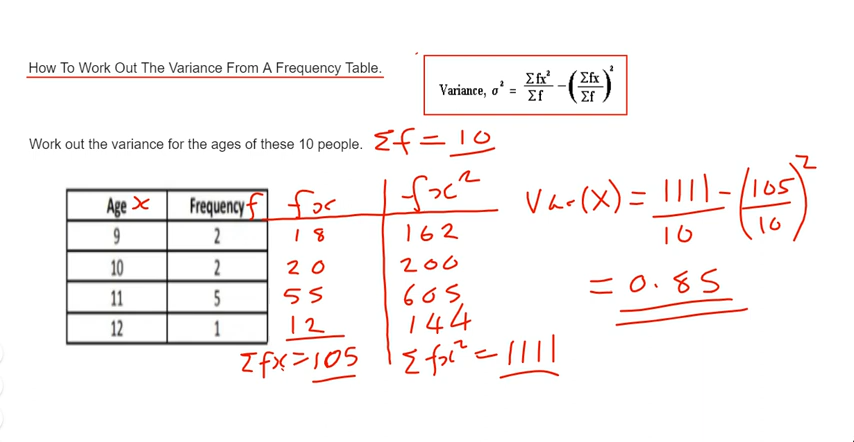 How To Work Out The Variance From A Frequency Table.
Variance, σ² = Σfx²/Σf − (Σfx/Σf)²
Work out the variance for the ages of these 10 people. Σf = 10
Age x Frequency f fx fx²
9 2 18 162
10 2 20 200
11 5 55 605
12 1 12 144
Σfx = 105 Σfx² = 1111
Var(X) = 1111/10 − (105/10)²
= 0.85